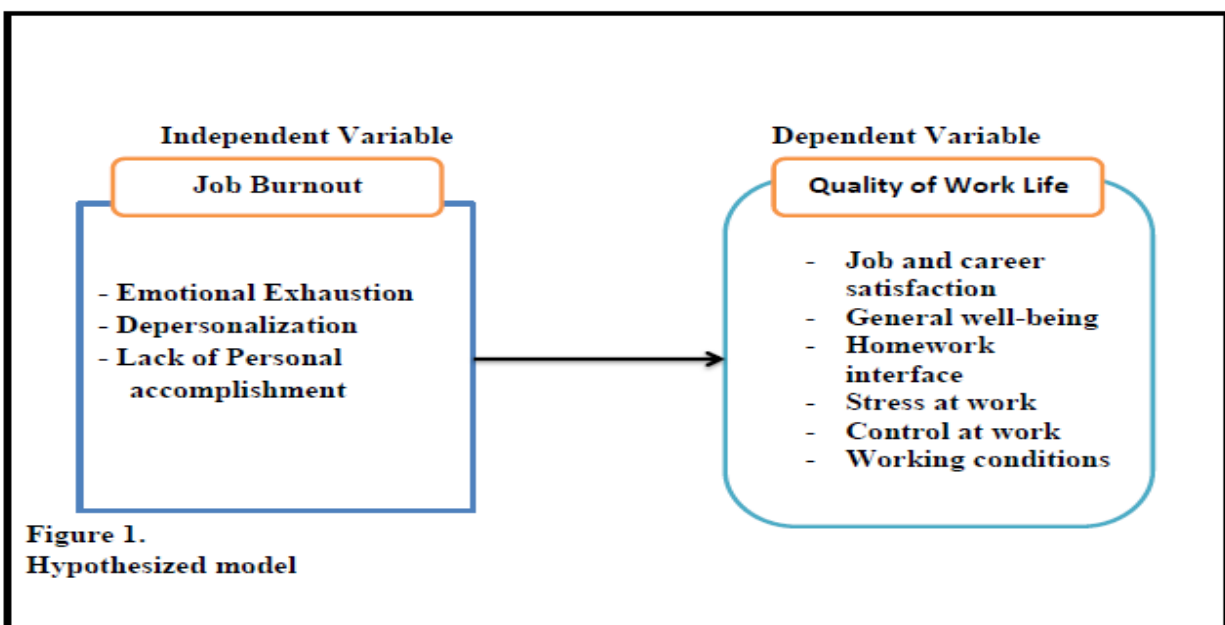 Independent Variable
Job Burnout
- Emotional Exhaustion
- Depersonalization
- Lack of Personal
accomplishment
Dependent Variable
Quality of Work Life
- Job and career
satisfaction
- General well-being
- Homework
interface
- Stress at work
- Control at work
- Working conditions
Figure 1.
Hypothesized model